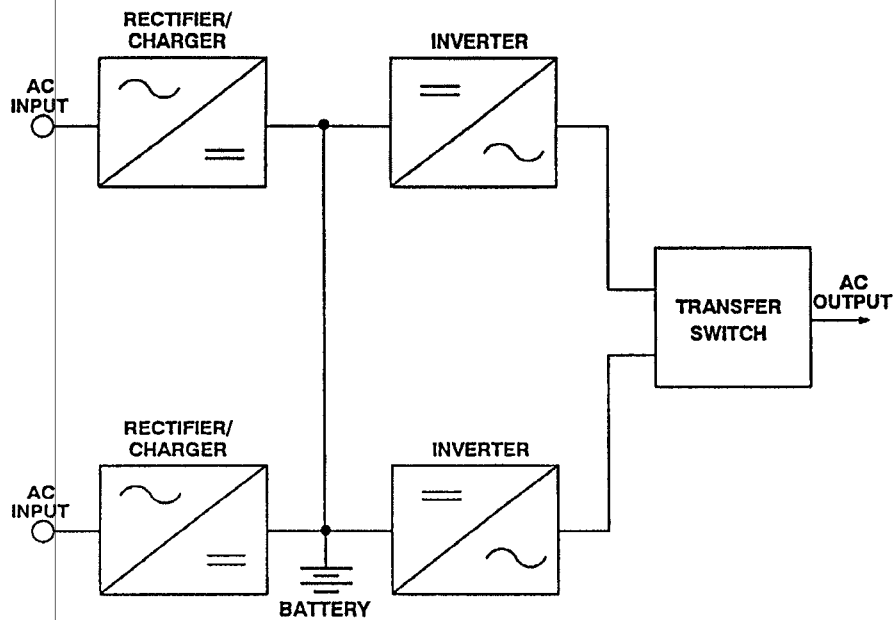 RECTIFIER/
CHARGER
INVERTER
AC
INPUT
TRANSFER
SWITCH
AC
OUTPUT
RECTIFIER/
CHARGER
INVERTER
AC
INPUT
BATTERY